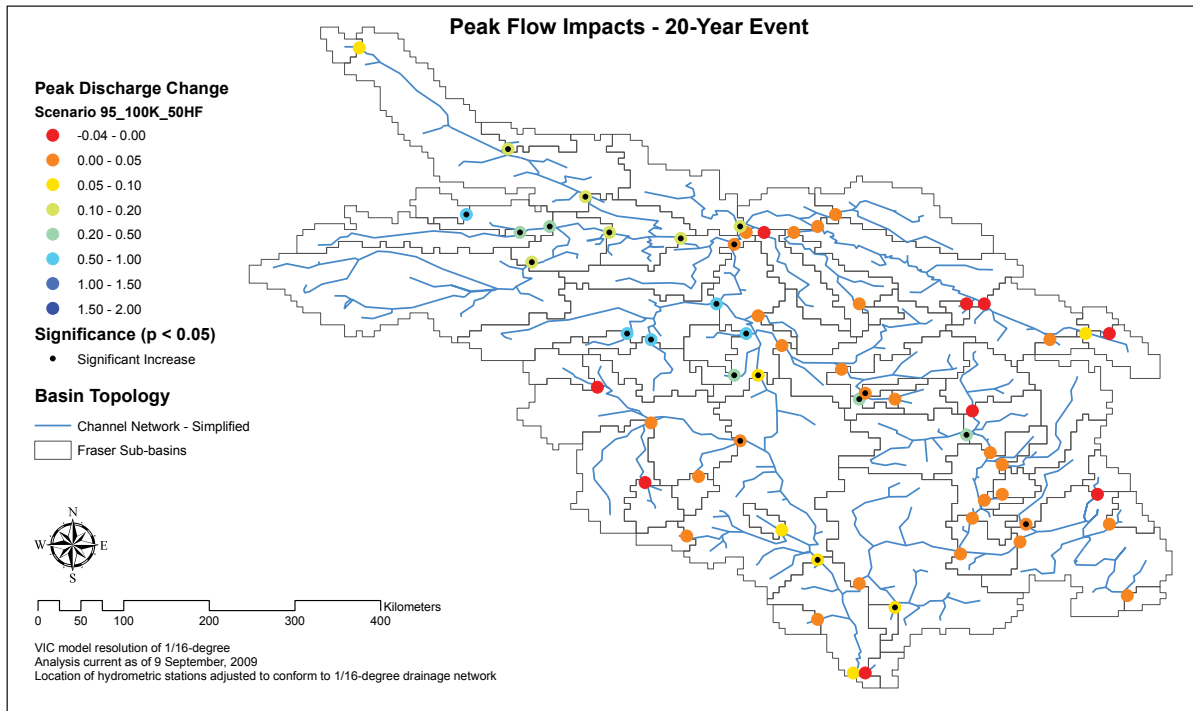 Peak Flow Impacts - 20-Year Event
Peak Discharge Change
Scenario 95_100K_50HF
-0.04 - 0.00
0.00 - 0.05
0.05 - 0.10
0.10 - 0.20
0.20 - 0.50
0.50 - 1.00
1.00 - 1.50
1.50 - 2.00
Significance (p < 0.05)
Significant Increase
Basin Topology
Channel Network - Simplified
Fraser Sub-basins
N
W E
S
Kilometers
0 50 100 200 300 400
VIC model resolution of 1/16-degree
Analysis current as of 9 September, 2009
Location of hydrometric stations adjusted to conform to 1/16-degree drainage network